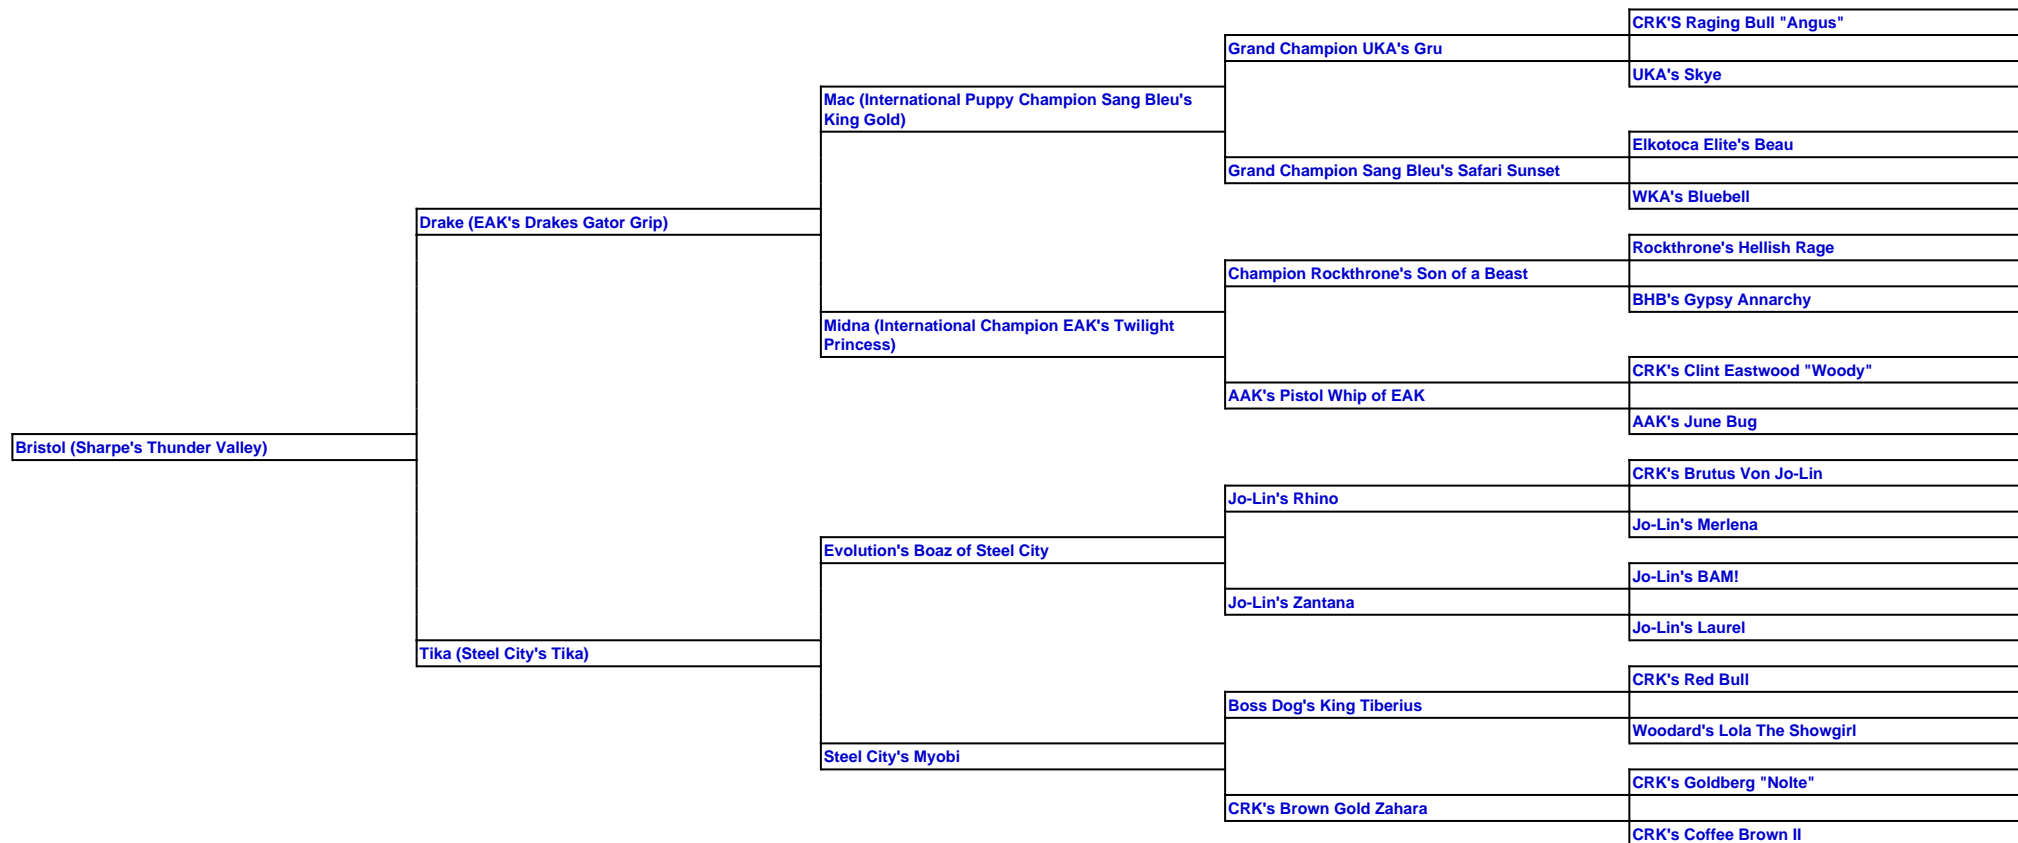 CRK'S Raging Bull "Angus"
Grand Champion UKA's Gru
UKA's Skye
Mac (International Puppy Champion Sang Bleu's
King Gold)
Elkotoca Elite's Beau
Grand Champion Sang Bleu's Safari Sunset
WKA's Bluebell
Drake (EAK's Drakes Gator Grip)
Rockthrone's Hellish Rage
Champion Rockthrone's Son of a Beast
BHB's Gypsy Annarchy
Midna (International Champion EAK's Twilight
Princess)
CRK's Clint Eastwood "Woody"
AAK's Pistol Whip of EAK
AAK's June Bug
Bristol (Sharpe's Thunder Valley)
CRK's Brutus Von Jo-Lin
Jo-Lin's Rhino
Jo-Lin's Merlena
Evolution's Boaz of Steel City
Jo-Lin's BAM!
Jo-Lin's Zantana
Jo-Lin's Laurel
Tika (Steel City's Tika)
CRK's Red Bull
Boss Dog's King Tiberius
Woodard's Lola The Showgirl
Steel City's Myobi
CRK's Goldberg "Nolte"
CRK's Brown Gold Zahara
CRK's Coffee Brown II